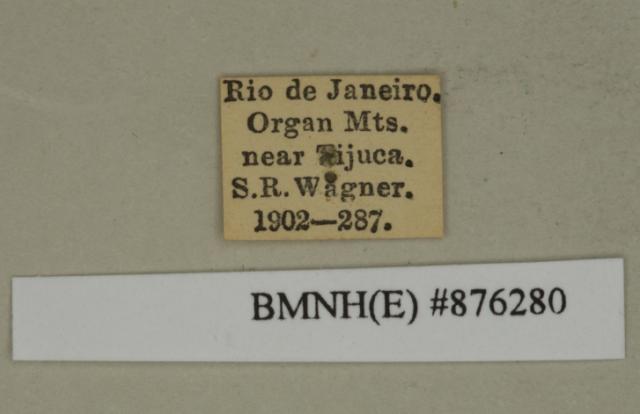 Rio de Janeiro.
Organ Mts.
near Tijuca.
S.R.Wagner.
1902—287.
BMNH(E) #876280